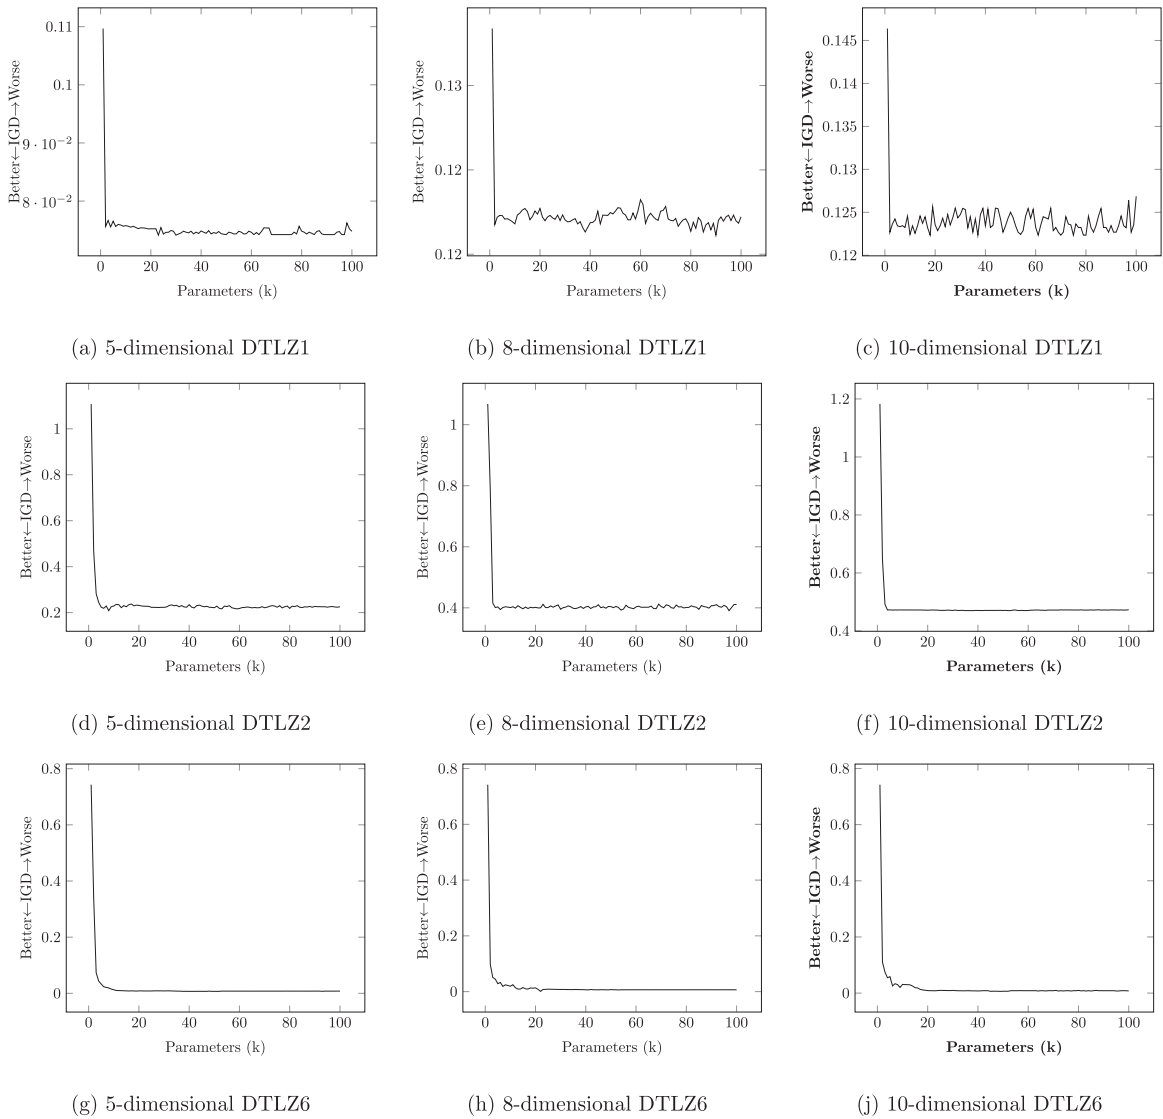 0.11
0.1
9 · 10⁻²
8 · 10⁻²
Better←IGD→Worse
0 20 40 60 80 100
Parameters (k)
(a) 5-dimensional DTLZ1
0.13
0.12
0.12
Better←IGD→Worse
0 20 40 60 80 100
Parameters (k)
(b) 8-dimensional DTLZ1
0.145
0.14
0.135
0.13
0.125
0.12
Better←IGD→Worse
0 20 40 60 80 100
Parameters (k)
(c) 10-dimensional DTLZ1
1
0.8
0.6
0.4
0.2
Better←IGD→Worse
0 20 40 60 80 100
Parameters (k)
(d) 5-dimensional DTLZ2
1
0.8
0.6
0.4
Better←IGD→Worse
0 20 40 60 80 100
Parameters (k)
(e) 8-dimensional DTLZ2
1.2
1
0.8
0.6
0.4
Better←IGD→Worse
0 20 40 60 80 100
Parameters (k)
(f) 10-dimensional DTLZ2
0.8
0.6
0.4
0.2
0
Better←IGD→Worse
0 20 40 60 80 100
Parameters (k)
(g) 5-dimensional DTLZ6
0.8
0.6
0.4
0.2
0
Better←IGD→Worse
0 20 40 60 80 100
Parameters (k)
(h) 8-dimensional DTLZ6
0.8
0.6
0.4
0.2
0
Better←IGD→Worse
0 20 40 60 80 100
Parameters (k)
(j) 10-dimensional DTLZ6